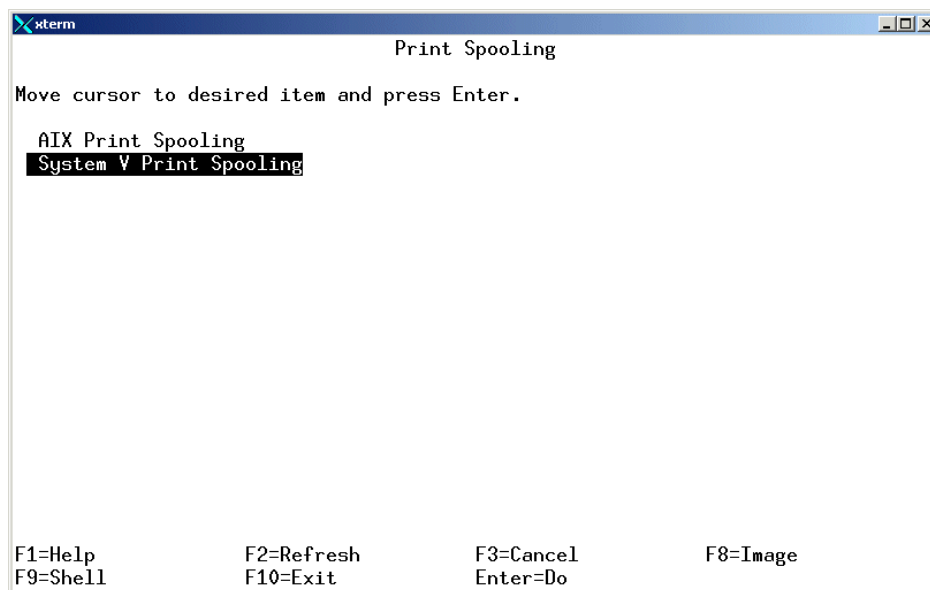 xterm
Print Spooling
Move cursor to desired item and press Enter.
AIX Print Spooling
System V Print Spooling
F1=Help F2=Refresh F3=Cancel F8=Image
F9=Shell F10=Exit Enter=Do